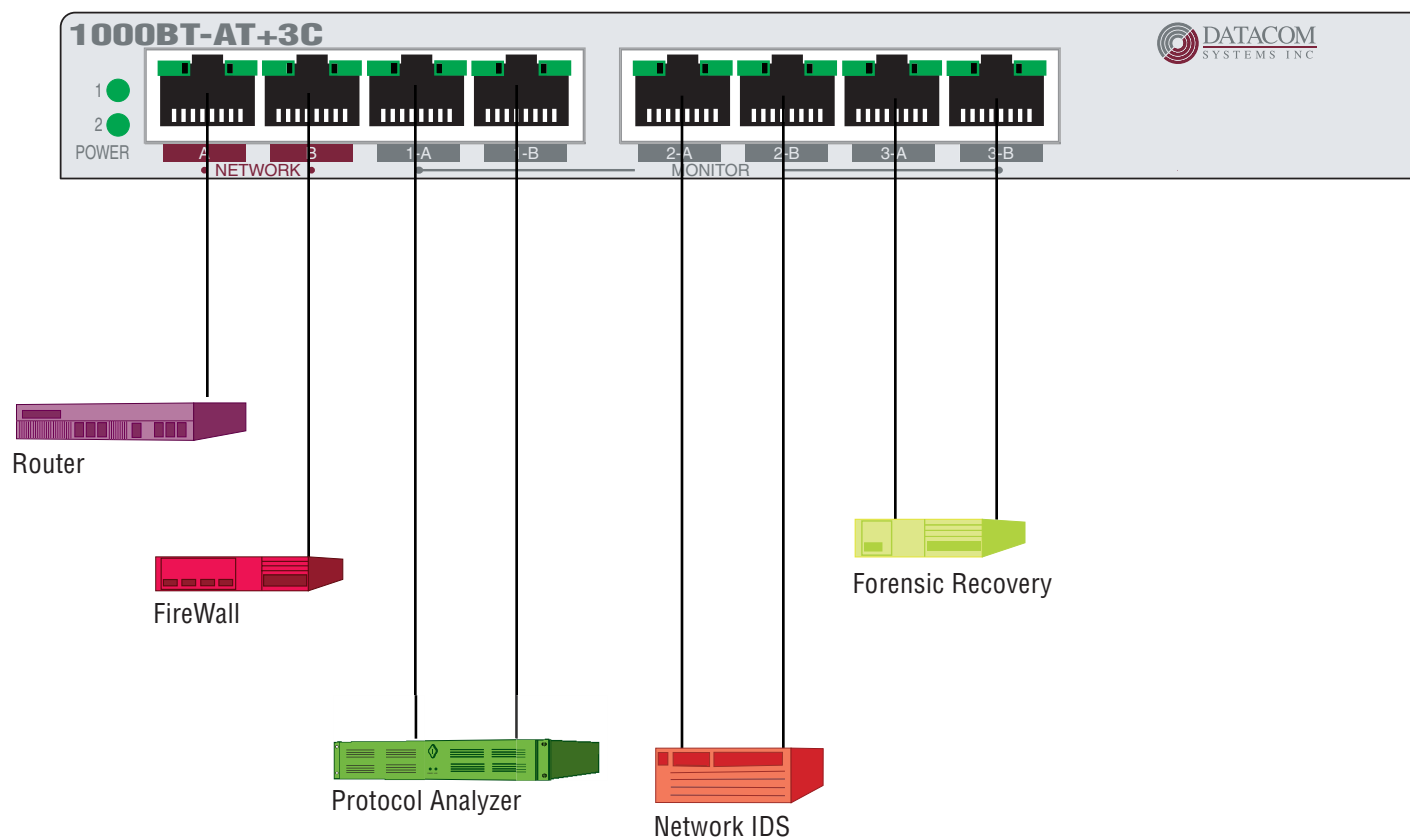 1000BT-AT+3C
DATACOM
SYSTEMS INC
1
2
POWER
A
B
1-A
1-B
2-A
2-B
3-A
3-B
NETWORK
MONITOR
Router
FireWall
Forensic Recovery
Protocol Analyzer
Network IDS